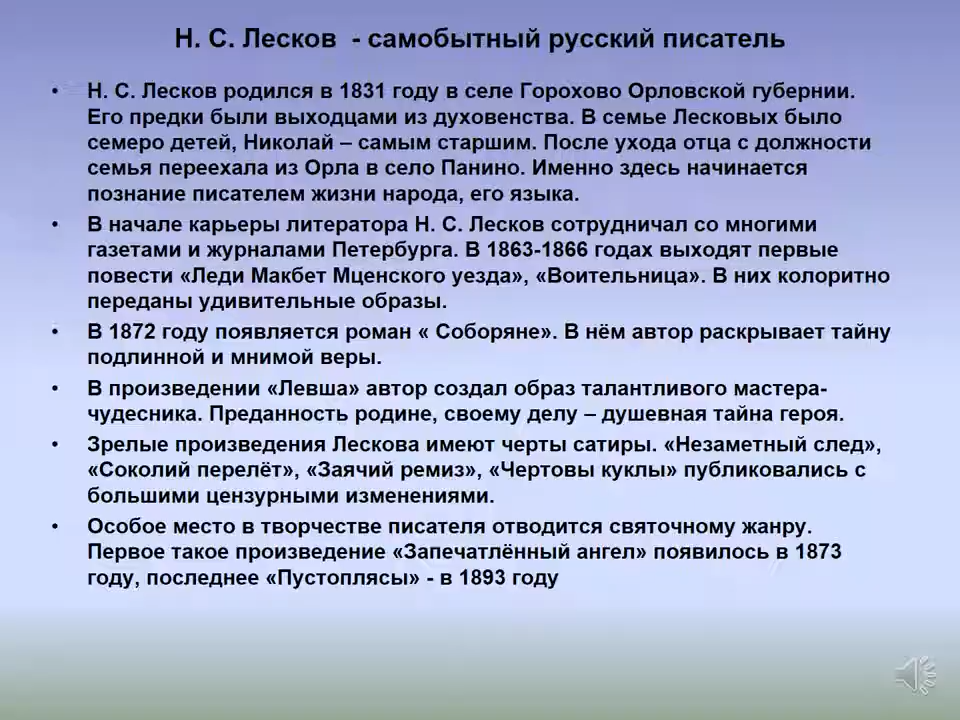 Н. С. Лесков - самобытный русский писатель
• Н. С. Лесков родился в 1831 году в селе Горохово Орловской губернии.
Его предки были выходцами из духовенства. В семье Лесковых было
семеро детей, Николай – самым старшим. После ухода отца с должности
семья переехала из Орла в село Панино. Именно здесь начинается
познание писателем жизни народа, его языка.
• В начале карьеры литератора Н. С. Лесков сотрудничал со многими
газетами и журналами Петербурга. В 1863-1866 годах выходят первые
повести «Леди Макбет Мценского уезда», «Воительница». В них колоритно
переданы удивительные образы.
• В 1872 году появляется роман « Соборяне». В нём автор раскрывает тайну
подлинной и мнимой веры.
• В произведении «Левша» автор создал образ талантливого мастера-
чудесника. Преданность родине, своему делу – душевная тайна героя.
• Зрелые произведения Лескова имеют черты сатиры. «Незаметный след»,
«Соколий перелёт», «Заячий ремиз», «Чертовы куклы» публиковались с
большими цензурными изменениями.
• Особое место в творчестве писателя отводится святочному жанру.
Первое такое произведение «Запечатлённый ангел» появилось в 1873
году, последнее «Пустоплясы» - в 1893 году